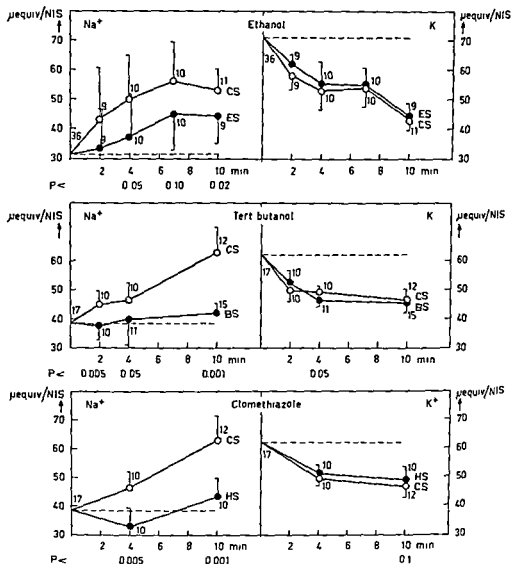 µequiv/NIS Na⁺ Ethanol K µequiv/NIS
70 70
60 60
50 50
40 40
30 30
36 9 10 10 11 CS
9 10 10 9 ES
36 9 10 10 9 ES
9 10 10 11 CS
2 4 6 8 10 min 2 4 6 8 10 min
P< 0 05 0 10 0 02
µequiv/NIS Na⁺ Tert butanol K µequiv/NIS
70 70
60 60
50 50
40 40
30 30
17 10 10 12 CS
10 11 15 BS
17 10 10 12 CS
10 11 15 BS
2 4 6 8 10 min 2 4 6 8 10 min
P< 0 005 0 05 0 001 0 05
µequiv/NIS Na⁺ Clomethiazole K⁺ µequiv/NIS
70 70
60 60
50 50
40 40
30 30
17 10 12 CS
10 10 HS
17 10 10 HS
10 12 CS
2 4 6 8 10 min 2 4 6 8 10 min
P< 0 005 0 001 0 1